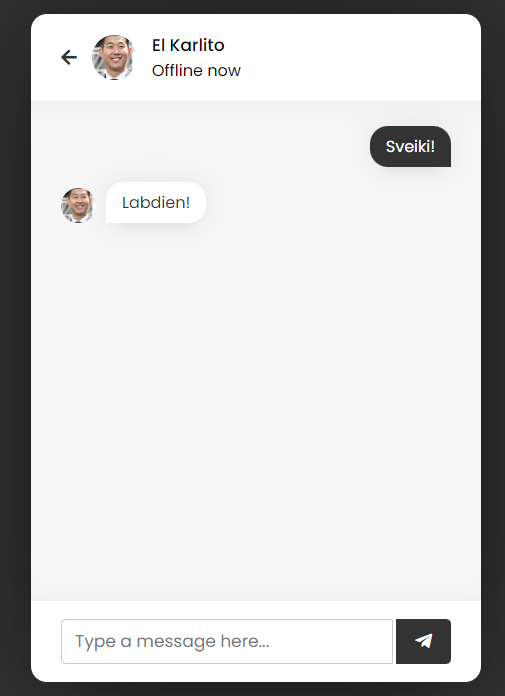 El Karlito
Offline now
Sveiki!
Labdien!
Type a message here...